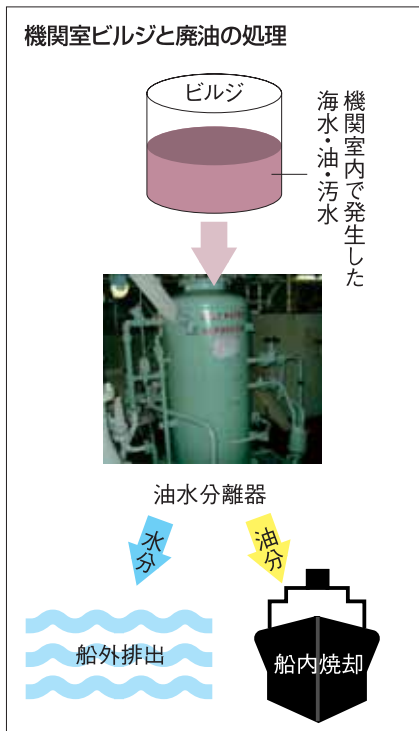 機関室ビルジと廃油の処理
ビルジ
機関室内で発生した
海水・油・汚水
油水分離器
水分
油分
船外排出
船内焼却